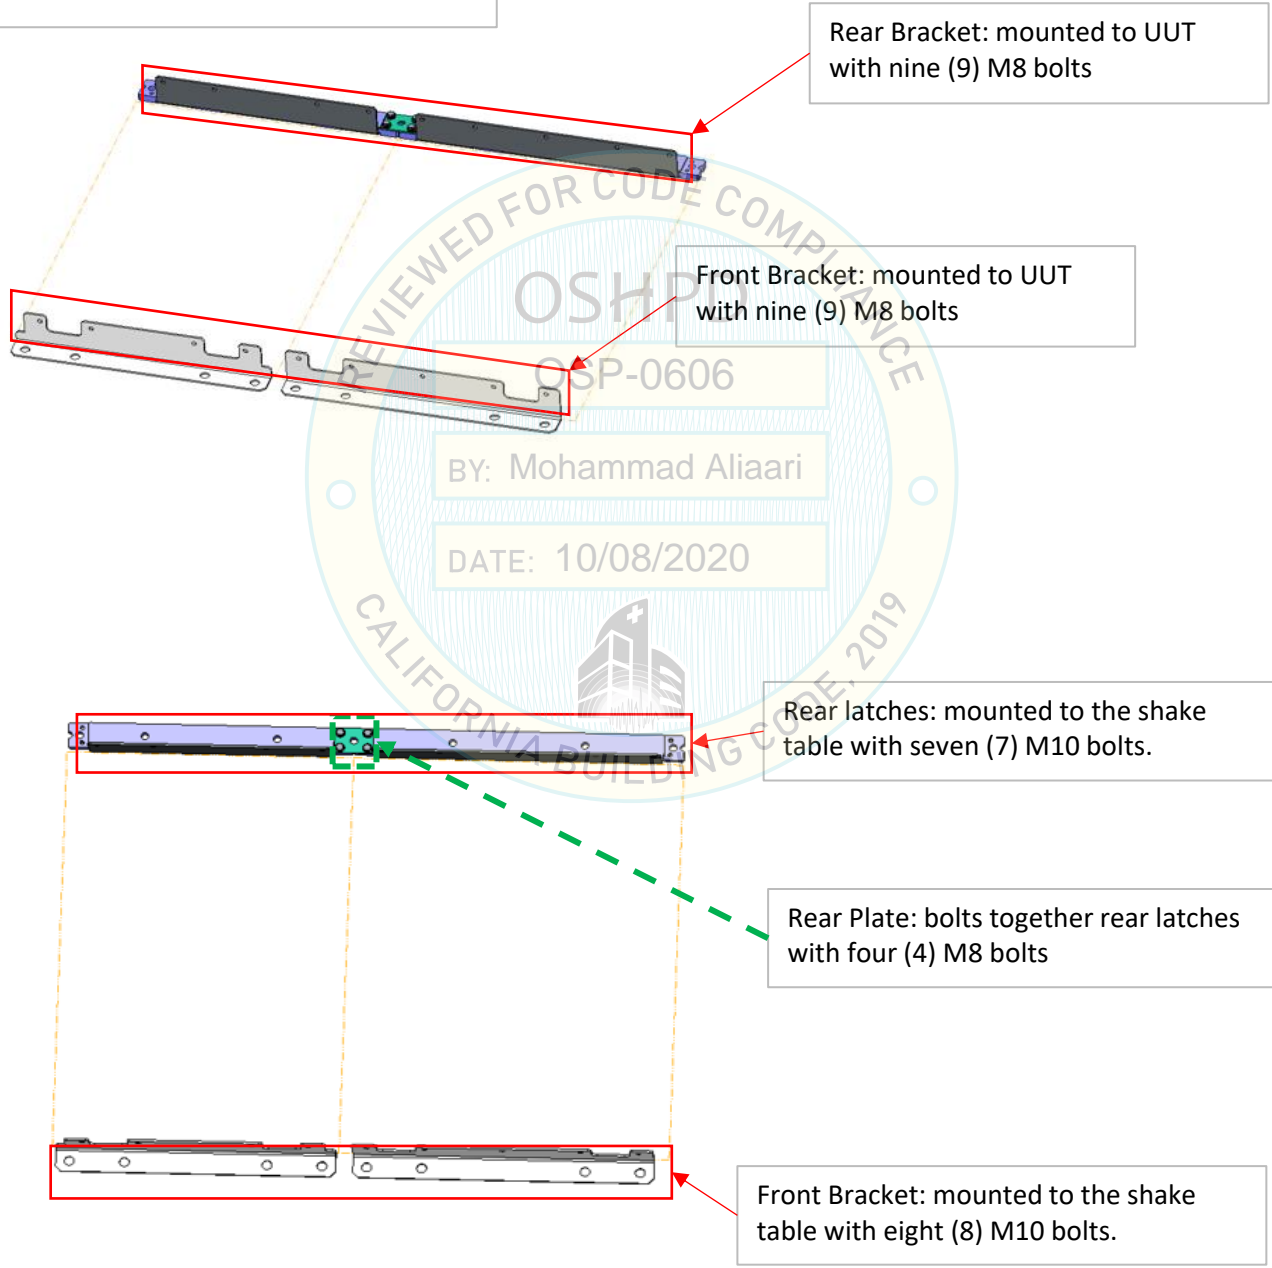 Rear Bracket: mounted to UUT
with nine (9) M8 bolts
Front Bracket: mounted to UUT
with nine (9) M8 bolts
REVIEWED FOR CODE COMPLIANCE
OSHPD
OSP-0606
BY: Mohammad Aliaari
DATE: 10/08/2020
CALIFORNIA BUILDING CODE, 2019
Rear latches: mounted to the shake
table with seven (7) M10 bolts.
Rear Plate: bolts together rear latches
with four (4) M8 bolts
Front Bracket: mounted to the shake
table with eight (8) M10 bolts.